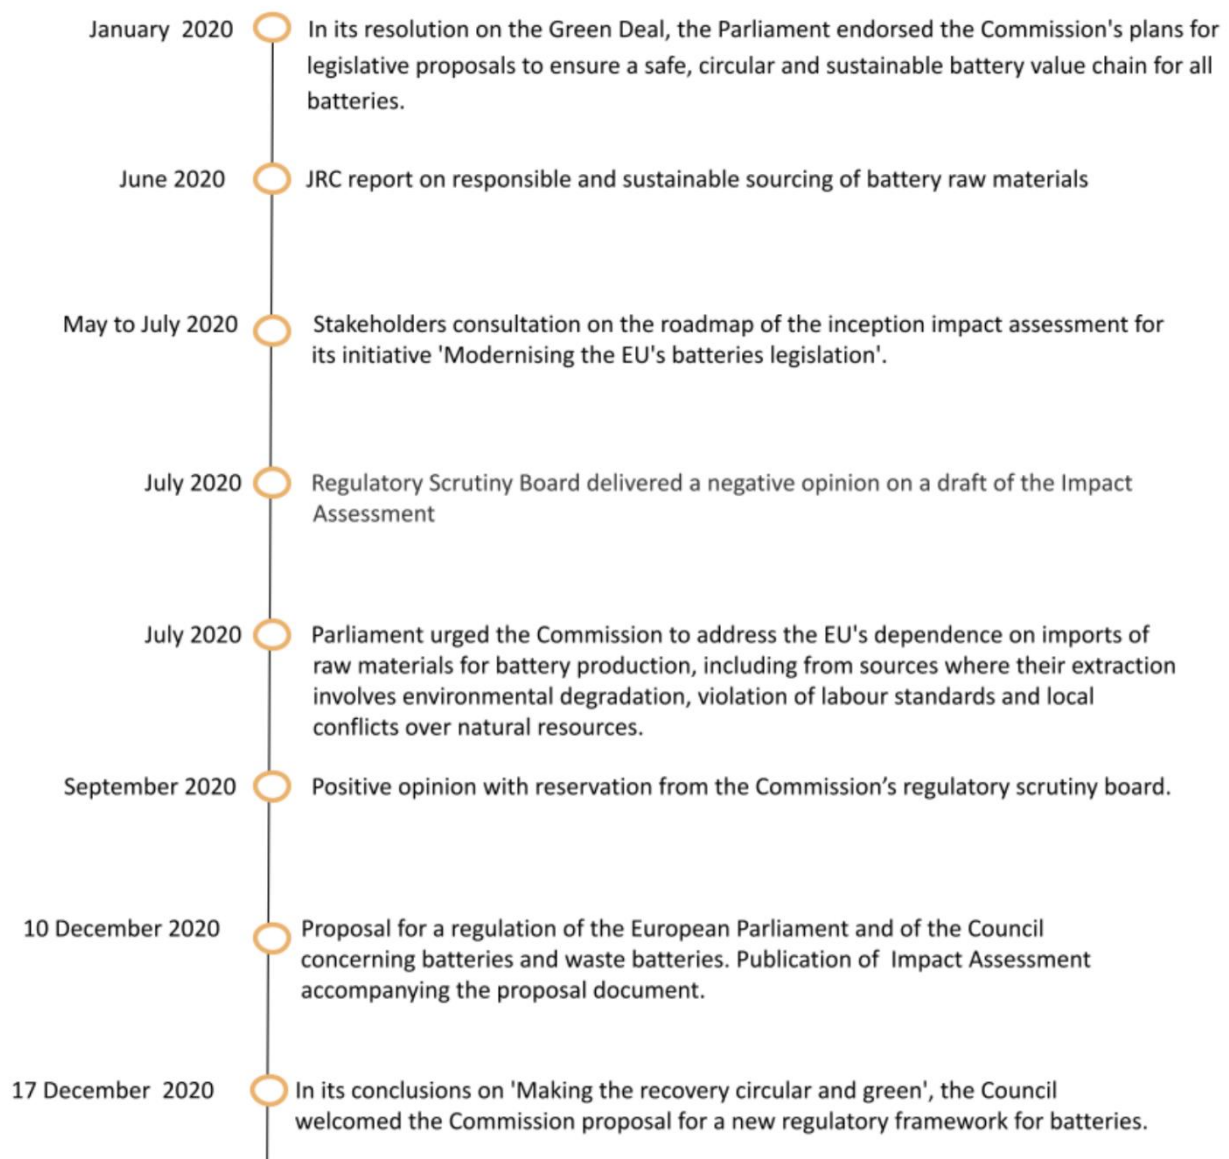 January 2020
In its resolution on the Green Deal, the Parliament endorsed the Commission's plans for
legislative proposals to ensure a safe, circular and sustainable battery value chain for all
batteries.
June 2020
JRC report on responsible and sustainable sourcing of battery raw materials
May to July 2020
Stakeholders consultation on the roadmap of the inception impact assessment for
its initiative 'Modernising the EU's batteries legislation'.
July 2020
Regulatory Scrutiny Board delivered a negative opinion on a draft of the Impact
Assessment
July 2020
Parliament urged the Commission to address the EU's dependence on imports of
raw materials for battery production, including from sources where their extraction
involves environmental degradation, violation of labour standards and local
conflicts over natural resources.
September 2020
Positive opinion with reservation from the Commission’s regulatory scrutiny board.
10 December 2020
Proposal for a regulation of the European Parliament and of the Council
concerning batteries and waste batteries. Publication of Impact Assessment
accompanying the proposal document.
17 December 2020
In its conclusions on 'Making the recovery circular and green', the Council
welcomed the Commission proposal for a new regulatory framework for batteries.